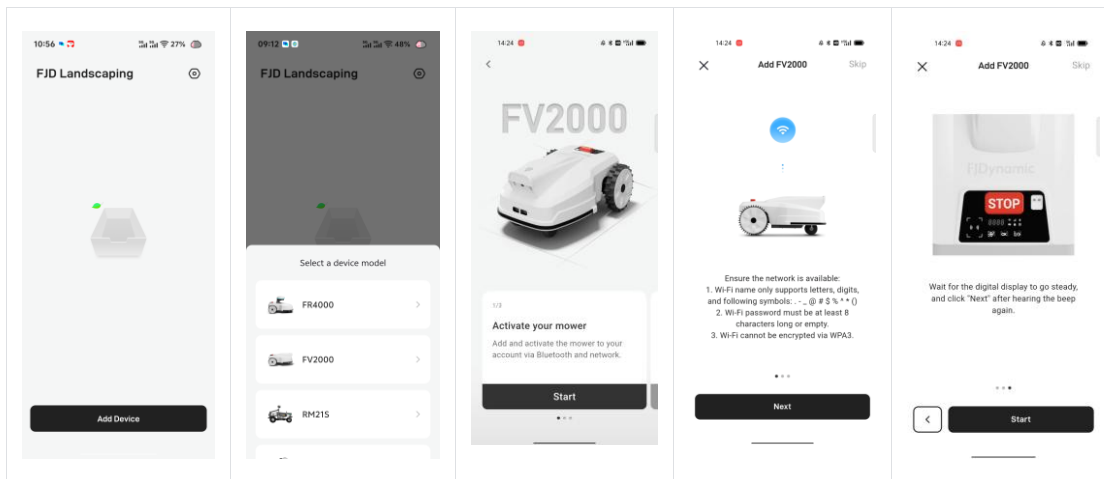 10:56
27%
FJD Landscaping
Add Device
09:12
48%
FJD Landscaping
Select a device model
FR4000
FV2000
RM21S
14:24
FV2000
1/3
Activate your mower
Add and activate the mower to your
account via Bluetooth and network.
Start
14:24
Add FV2000
Skip
Ensure the network is available:
1. Wi-Fi name only supports letters, digits,
and following symbols: . - _ @ # $ % ^ * ()
2. Wi-Fi password must be at least 8
characters long or empty.
3. Wi-Fi cannot be encrypted via WPA3.
Next
14:24
Add FV2000
Skip
FJDynamic
STOP
Wait for the digital display to go steady,
and click "Next" after hearing the beep
again.
Start